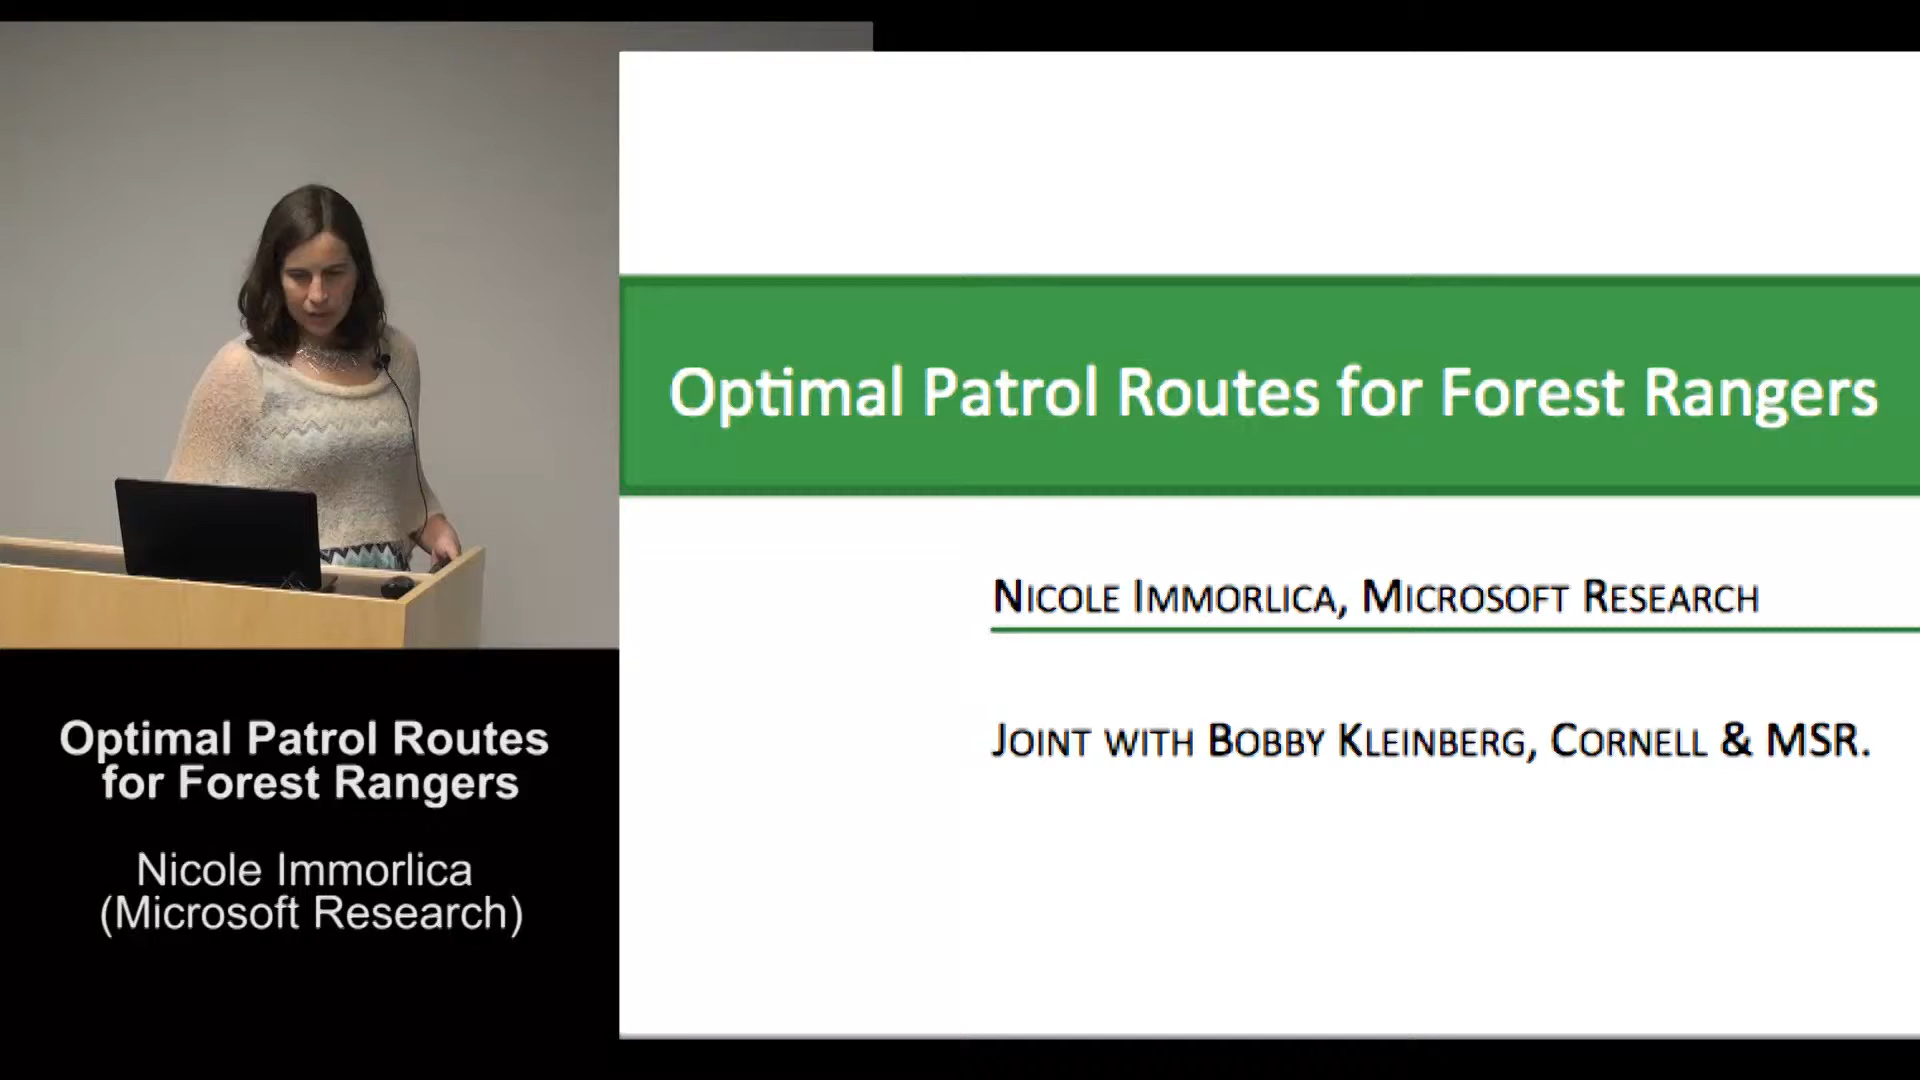 Optimal Patrol Routes for Forest Rangers
NICOLE IMMORLICA, MICROSOFT RESEARCH
JOINT WITH BOBBY KLEINBERG, CORNELL & MSR.
Optimal Patrol Routes
for Forest Rangers
Nicole Immorlica
(Microsoft Research)